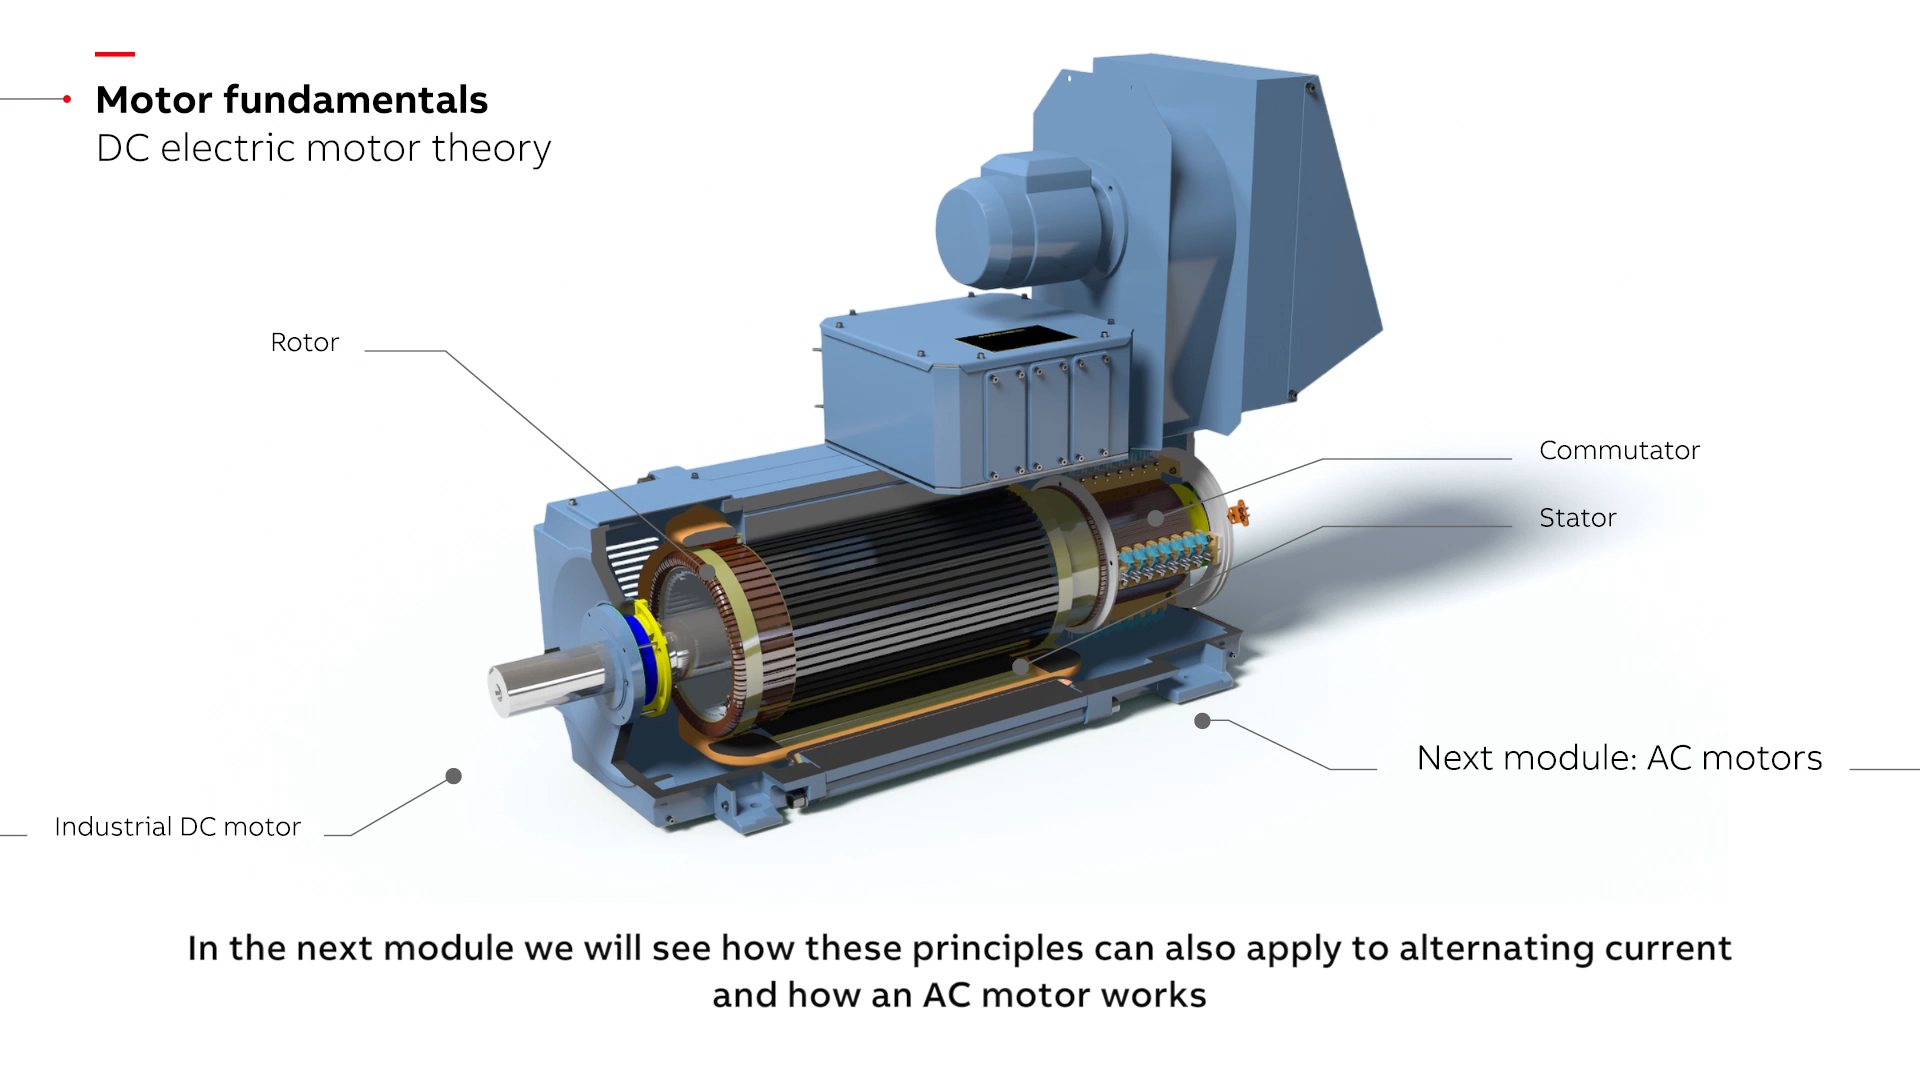 Motor fundamentals
DC electric motor theory
Rotor
Commutator
Stator
Next module: AC motors
Industrial DC motor
In the next module we will see how these principles can also apply to alternating current
and how an AC motor works